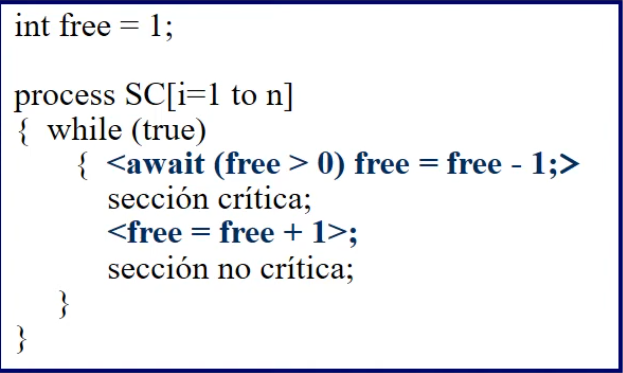 int free = 1;
process SC[i=1 to n]
{ while (true)
{ <await (free > 0) free = free - 1;>
sección crítica;
<free = free + 1>;
sección no crítica;
}
}